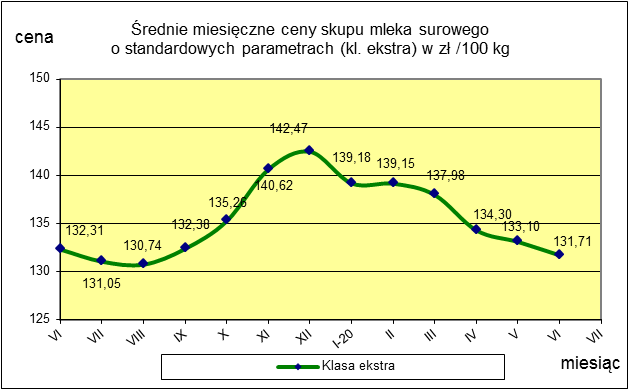 cena
Średnie miesięczne ceny skupu mleka surowego
o standardowych parametrach (kl. ekstra) w zł /100 kg
150
145
140
135
130
125
132,31
131,05
130,74
132,38
135,26
140,62
142,47
139,18
139,15
137,98
134,30
133,10
131,71
VI
VII
VIII
IX
X
XI
XII
I-20
II
III
IV
V
VI
VII
miesiąc
Klasa ekstra